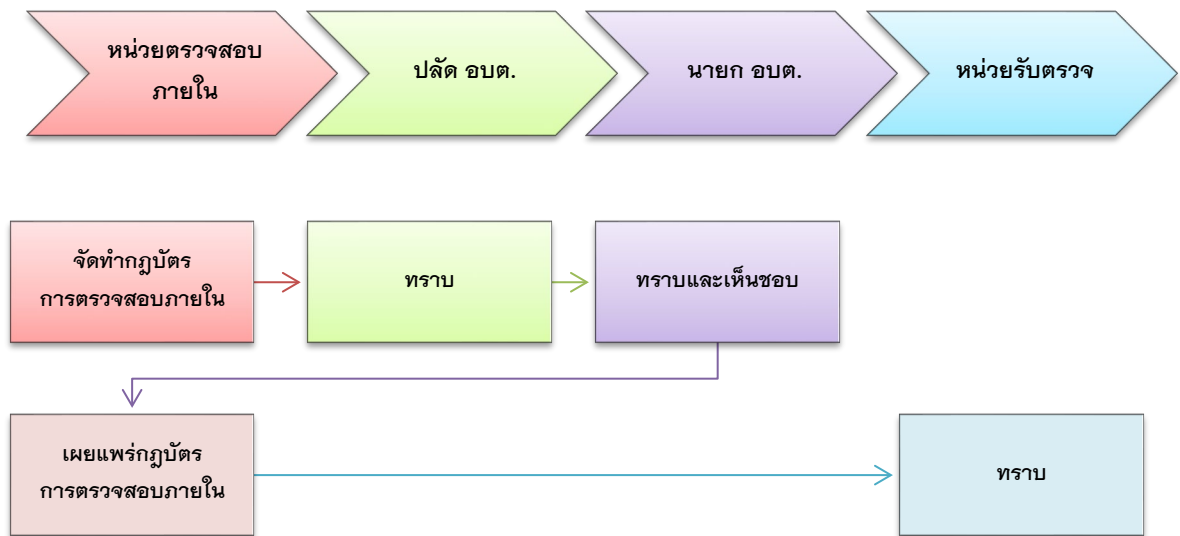 หน่วยตรวจสอบ
ภายใน
ปลัด อบต.
นายก อบต.
หน่วยรับตรวจ
จัดทำกฎบัตร
การตรวจสอบภายใน
ทราบ
ทราบและเห็นชอบ
เผยแพร่กฎบัตร
การตรวจสอบภายใน
ทราบ